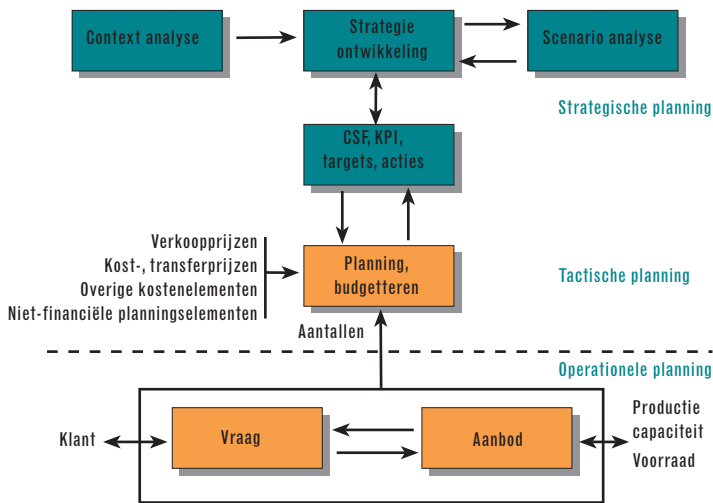 Context analyse
Strategie
ontwikkeling
Scenario analyse
Strategische planning
CSF, KPI,
targets, acties
Verkoopprijzen
Kost-, transferprijzen
Overige kostenelementen
Niet-financiële planningselementen
Planning,
budgetteren
Tactische planning
Aantallen
Operationele planning
Klant
Vraag
Aanbod
Productie
capaciteit
Voorraad